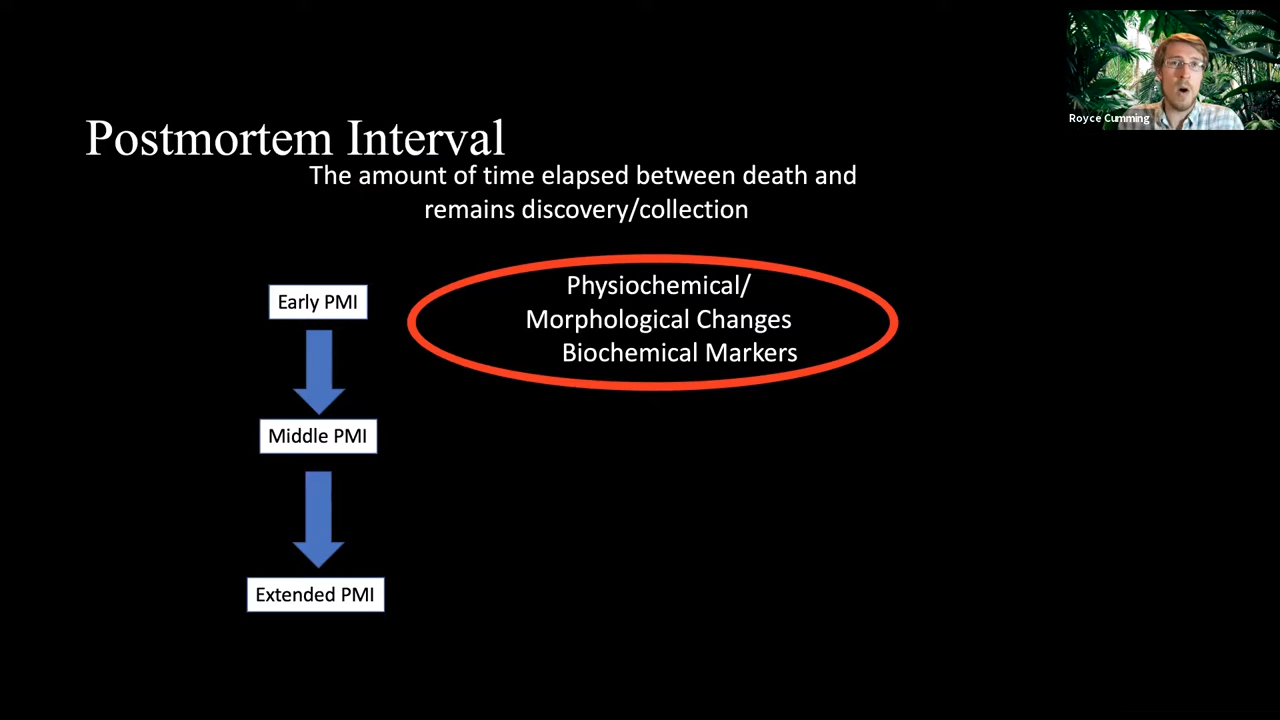 Royce Cumming
Postmortem Interval
The amount of time elapsed between death and
remains discovery/collection
Early PMI
Physiochemical/
Morphological Changes
Biochemical Markers
Middle PMI
Extended PMI